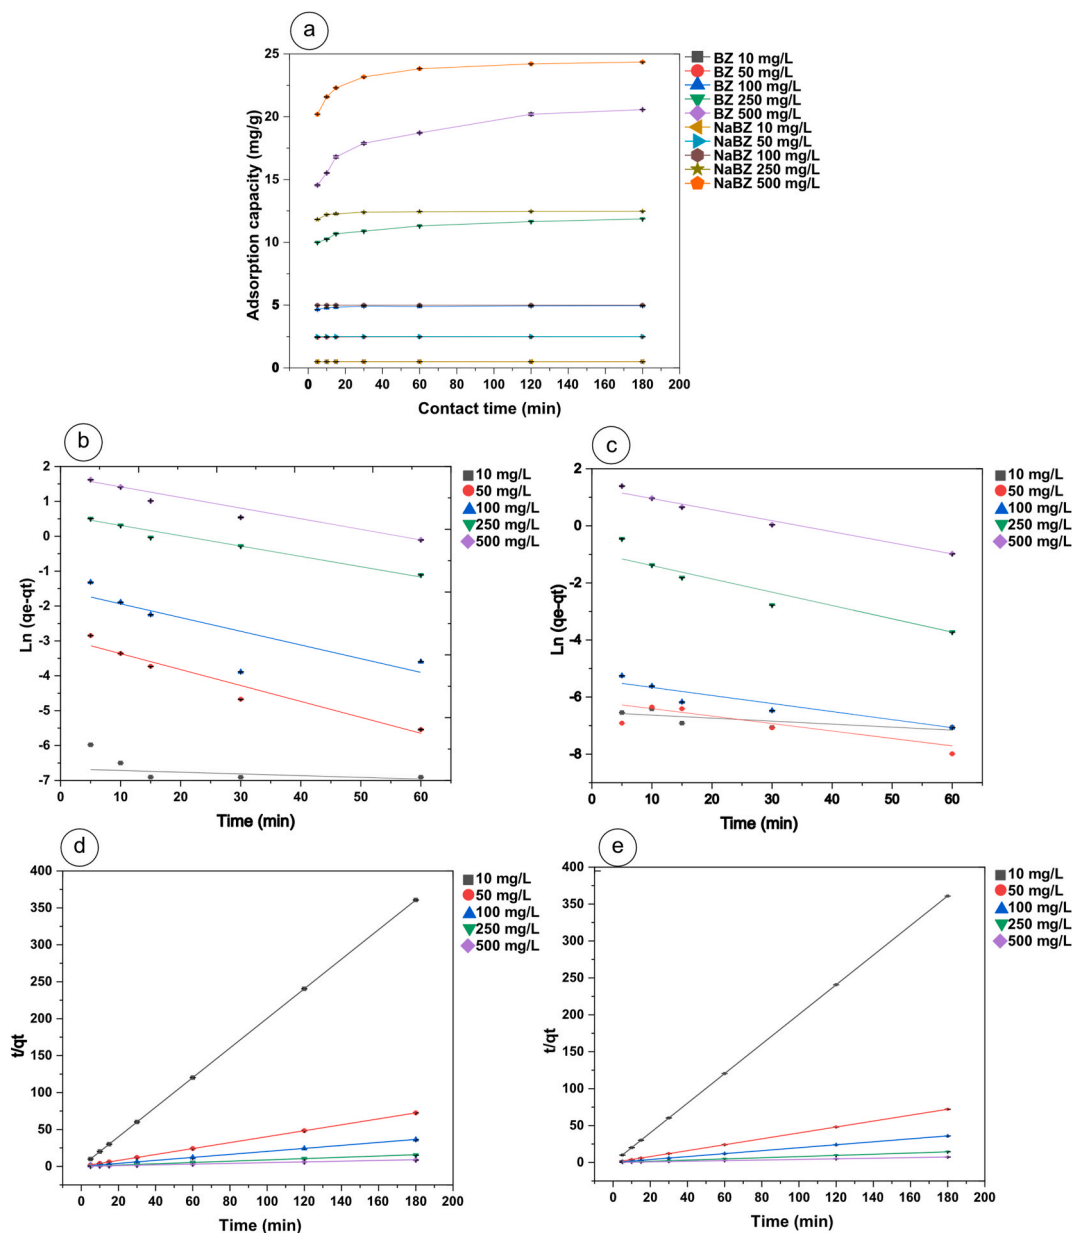 a
25
20
15
10
5
0
0 20 40 60 80 100 120 140 160 180 200
Adsorption capacity (mg/g)
Contact time (min)
BZ 10 mg/L
BZ 50 mg/L
BZ 100 mg/L
BZ 250 mg/L
BZ 500 mg/L
NaBZ 10 mg/L
NaBZ 50 mg/L
NaBZ 100 mg/L
NaBZ 250 mg/L
NaBZ 500 mg/L
b
2
1
0
-1
-2
-3
-4
-5
-6
-7
0 10 20 30 40 50 60
Ln (qe-qt)
Time (min)
10 mg/L
50 mg/L
100 mg/L
250 mg/L
500 mg/L
c
2
0
-2
-4
-6
-8
0 10 20 30 40 50 60
Ln (qe-qt)
Time (min)
10 mg/L
50 mg/L
100 mg/L
250 mg/L
500 mg/L
d
400
350
300
250
200
150
100
50
0
0 20 40 60 80 100 120 140 160 180 200
t/qt
Time (min)
10 mg/L
50 mg/L
100 mg/L
250 mg/L
500 mg/L
e
400
350
300
250
200
150
100
50
0
0 20 40 60 80 100 120 140 160 180 200
t/qt
Time (min)
10 mg/L
50 mg/L
100 mg/L
250 mg/L
500 mg/L